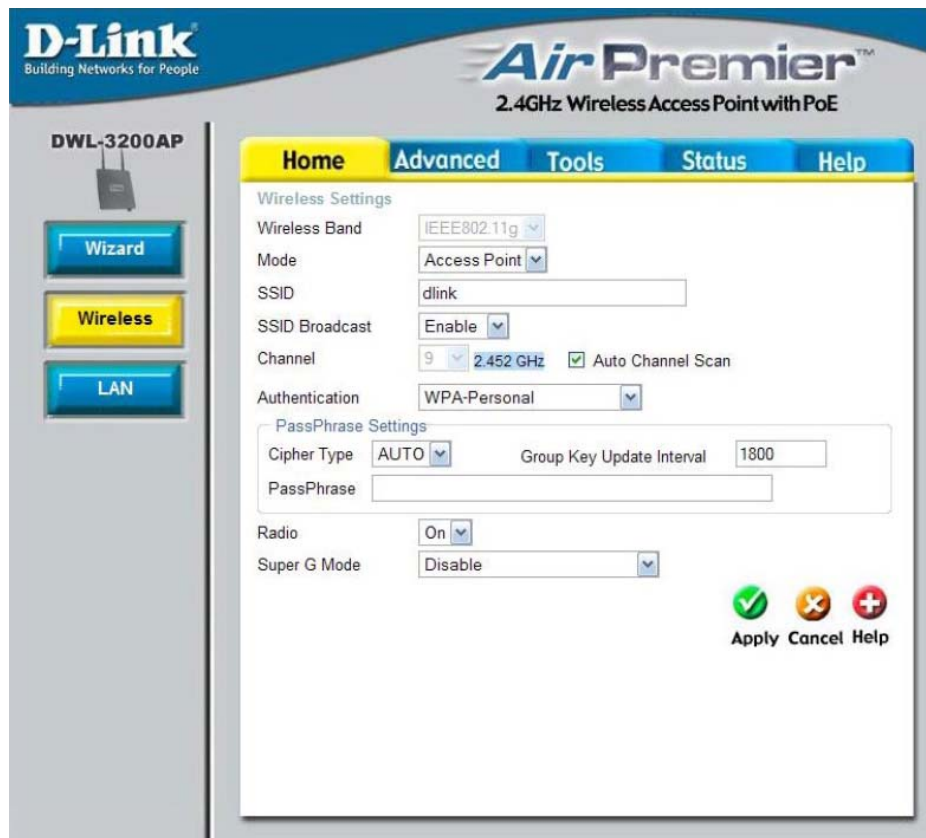 D-Link
Building Networks for People
AirPremier™
2.4GHz Wireless Access Point with PoE
DWL-3200AP
Wizard
Wireless
LAN
Home Advanced Tools Status Help
Wireless Settings
Wireless Band IEEE802.11g
Mode Access Point
SSID dlink
SSID Broadcast Enable
Channel 9 2.452 GHz Auto Channel Scan
Authentication WPA-Personal
PassPhrase Settings
Cipher Type AUTO Group Key Update Interval 1800
PassPhrase
Radio On
Super G Mode Disable
Apply Cancel Help